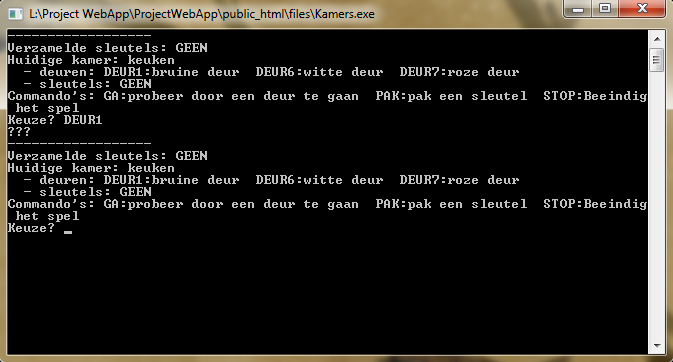 L:\Project WebApp\ProjectWebApp\public_html\files\Kamers.exe
------------------
Verzamelde sleutels: GEEN
Huidige kamer: keuken
  - deuren: DEUR1:bruine deur  DEUR6:witte deur  DEUR7:roze deur
  - sleutels: GEEN
Commando's: GA:probeer door een deur te gaan  PAK:pak een sleutel  STOP:Beeindig
 het spel
Keuze? DEUR1
???
------------------
Verzamelde sleutels: GEEN
Huidige kamer: keuken
  - deuren: DEUR1:bruine deur  DEUR6:witte deur  DEUR7:roze deur
  - sleutels: GEEN
Commando's: GA:probeer door een deur te gaan  PAK:pak een sleutel  STOP:Beeindig
 het spel
Keuze? _